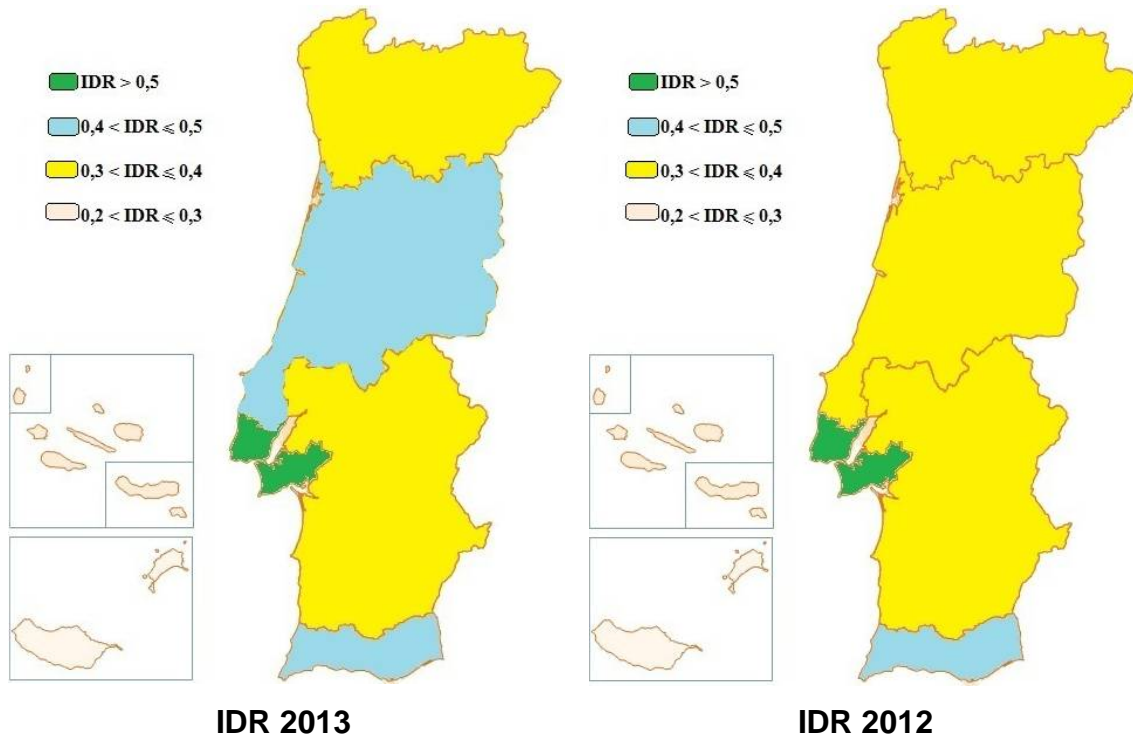 IDR > 0,5
0,4 < IDR ⩽ 0,5
0,3 < IDR ⩽ 0,4
0,2 < IDR ⩽ 0,3
IDR > 0,5
0,4 < IDR ⩽ 0,5
0,3 < IDR ⩽ 0,4
0,2 < IDR ⩽ 0,3
IDR 2013
IDR 2012